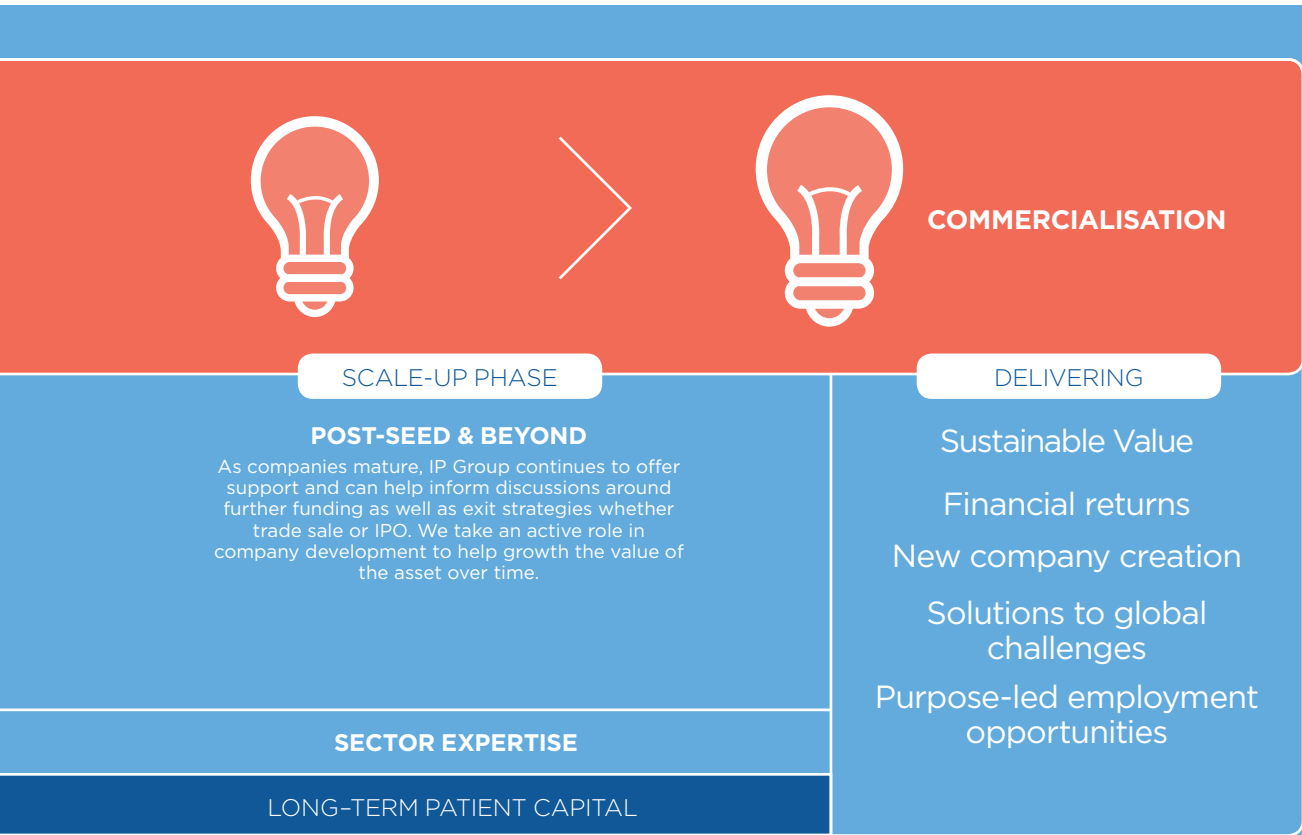 COMMERCIALISATION
SCALE-UP PHASE
POST-SEED & BEYOND
As companies mature, IP Group continues to offer
support and can help inform discussions around
further funding as well as exit strategies whether
trade sale or IPO. We take an active role in
company development to help growth the value of
the asset over time.
SECTOR EXPERTISE
LONG–TERM PATIENT CAPITAL
DELIVERING
Sustainable Value
Financial returns
New company creation
Solutions to global
challenges
Purpose-led employment
opportunities